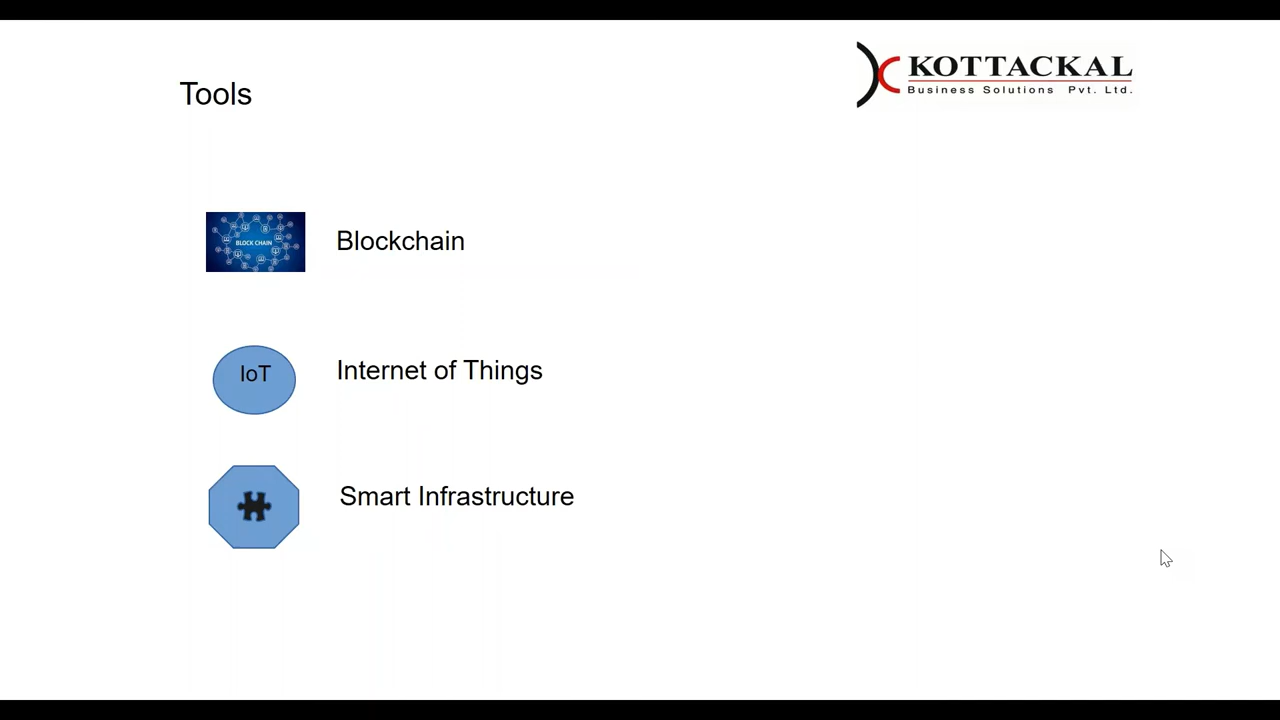 KOTTACKAL
Business Solutions Pvt. Ltd.
Tools
BLOCK CHAIN
Blockchain
IoT
Internet of Things
Smart Infrastructure